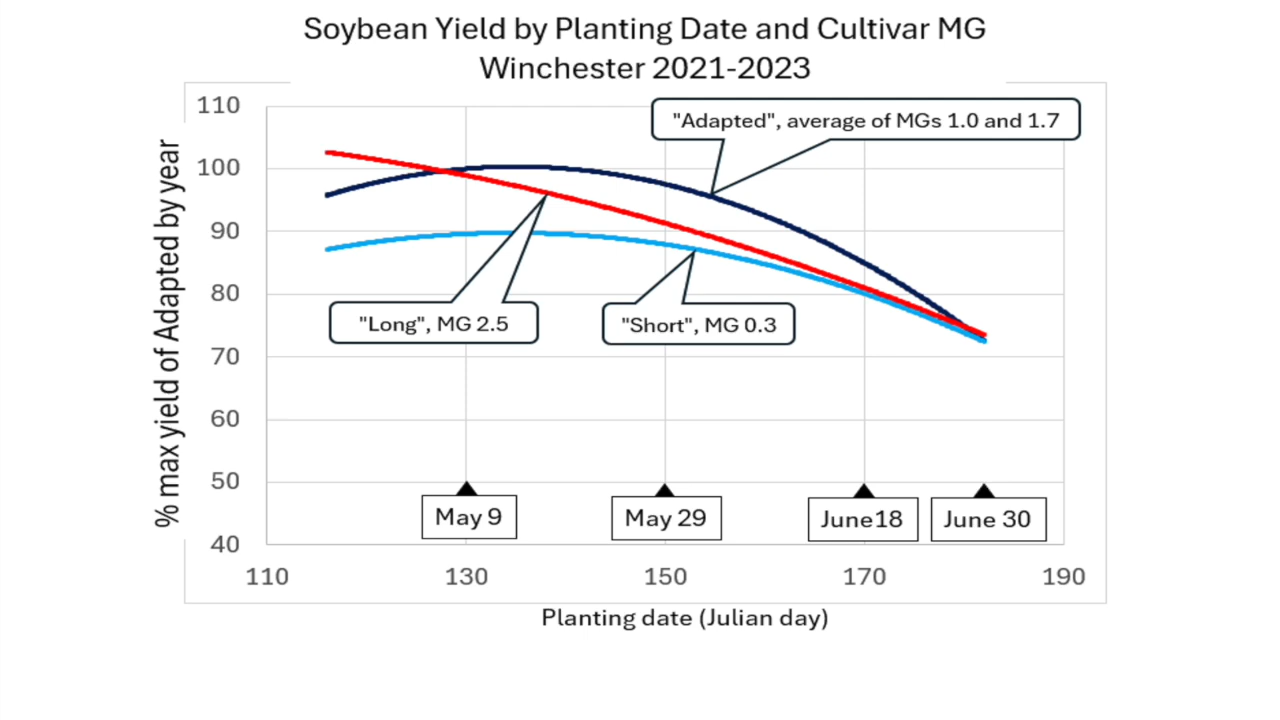 Soybean Yield by Planting Date and Cultivar MG
Winchester 2021-2023
% max yield of Adapted by year
110
100
90
80
70
60
50
40
"Adapted", average of MGs 1.0 and 1.7
"Long", MG 2.5
"Short", MG 0.3
May 9
May 29
June18
June 30
110
130
150
170
190
Planting date (Julian day)